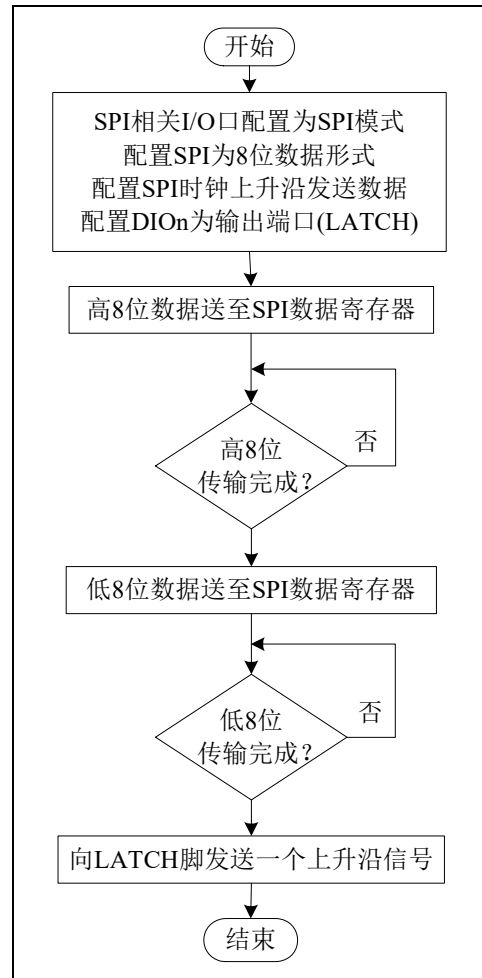 开始
SPI相关I/O口配置为SPI模式
配置SPI为8位数据形式
配置SPI时钟上升沿发送数据
配置DIOn为输出端口(LATCH)
高8位数据送至SPI数据寄存器
高8位
传输完成？
否
低8位数据送至SPI数据寄存器
低8位
传输完成？
否
向LATCH脚发送一个上升沿信号
结束